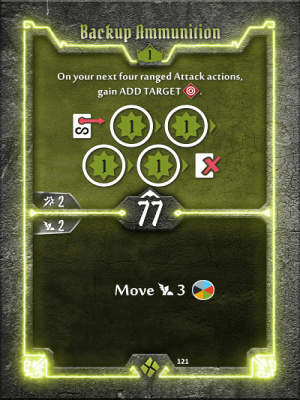 Backup Ammunition
1
On your next four ranged Attack actions,
gain ADD TARGET.
1 1
1 1
2
77
2
Move 3
121